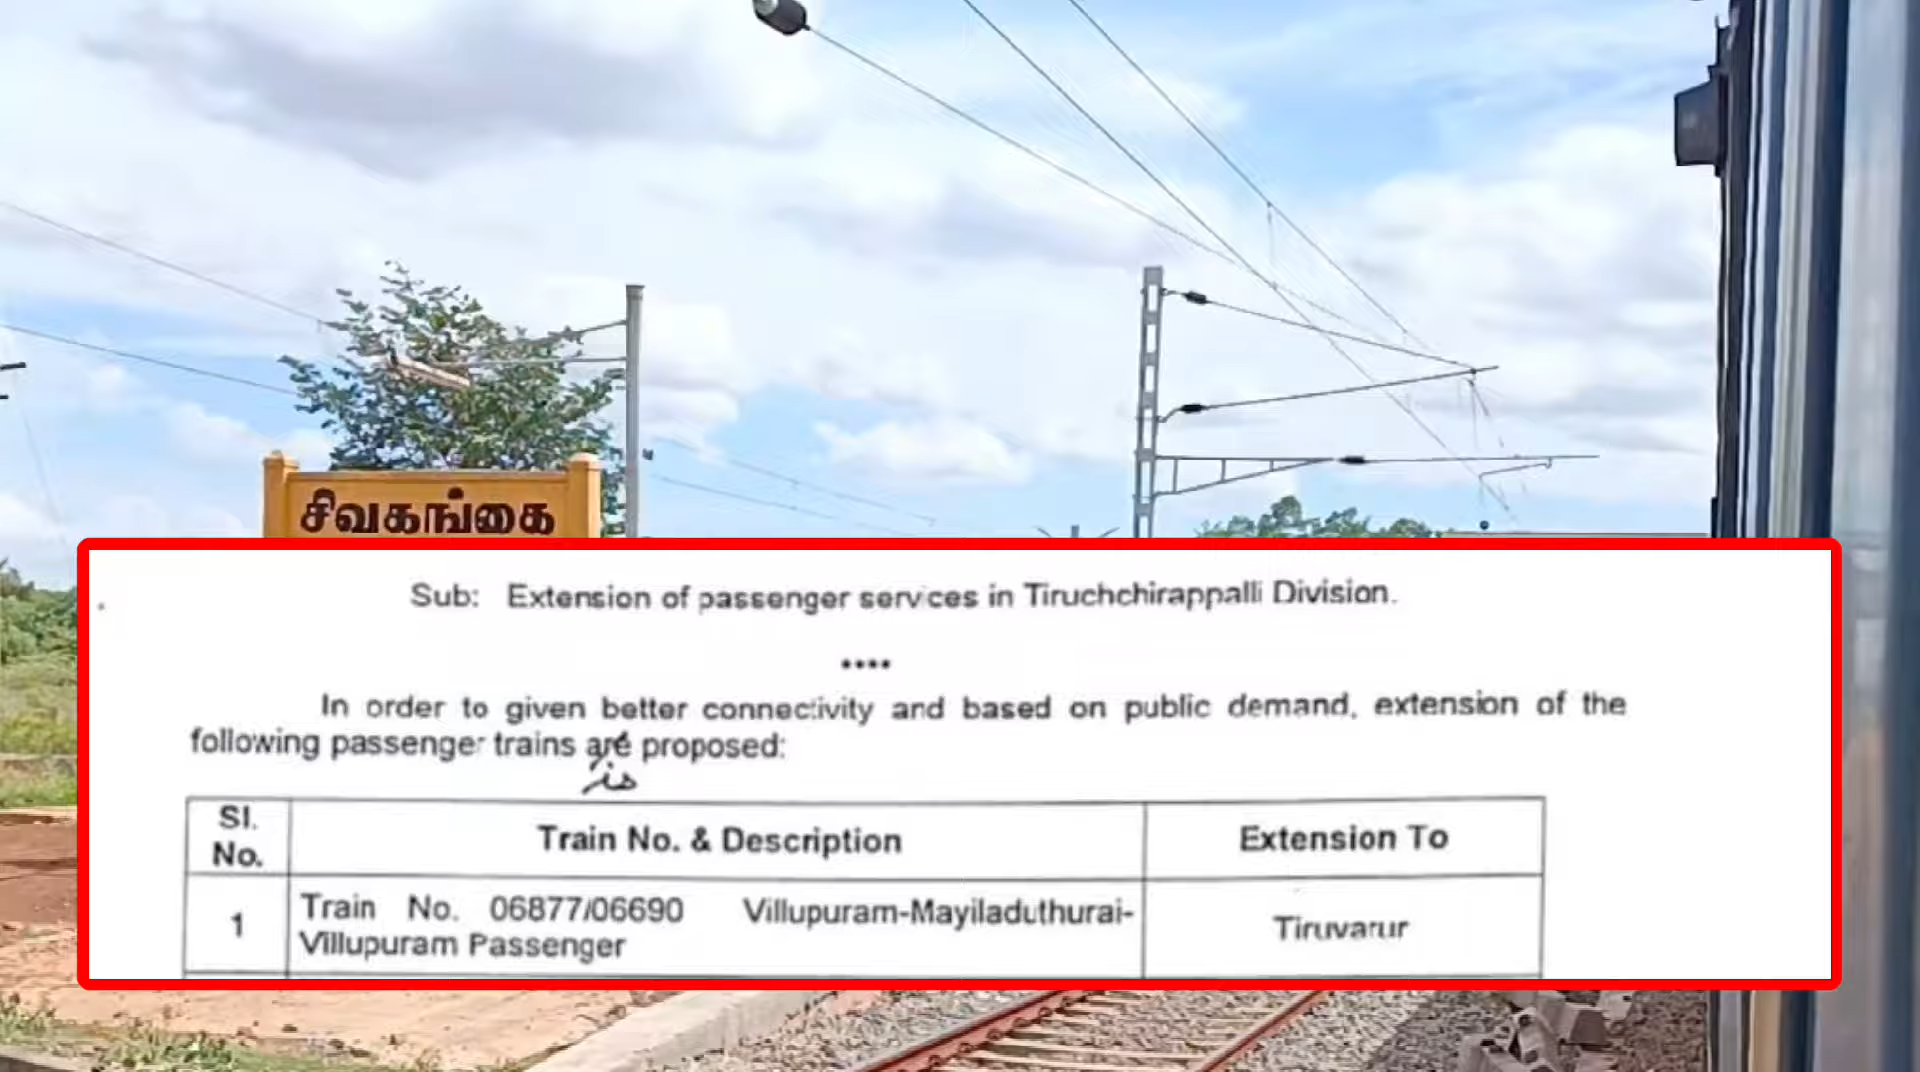 சிவகங்கை
Sub: Extension of passenger services in Tiruchchirappalli Division.
****
In order to given better connectivity and based on public demand, extension of the
following passenger trains are proposed:
is
Sl. No. Train No. & Description Extension To
1 Train No. 06877/06690 Villupuram-Mayiladuthurai-Villupuram Passenger Tiruvarur